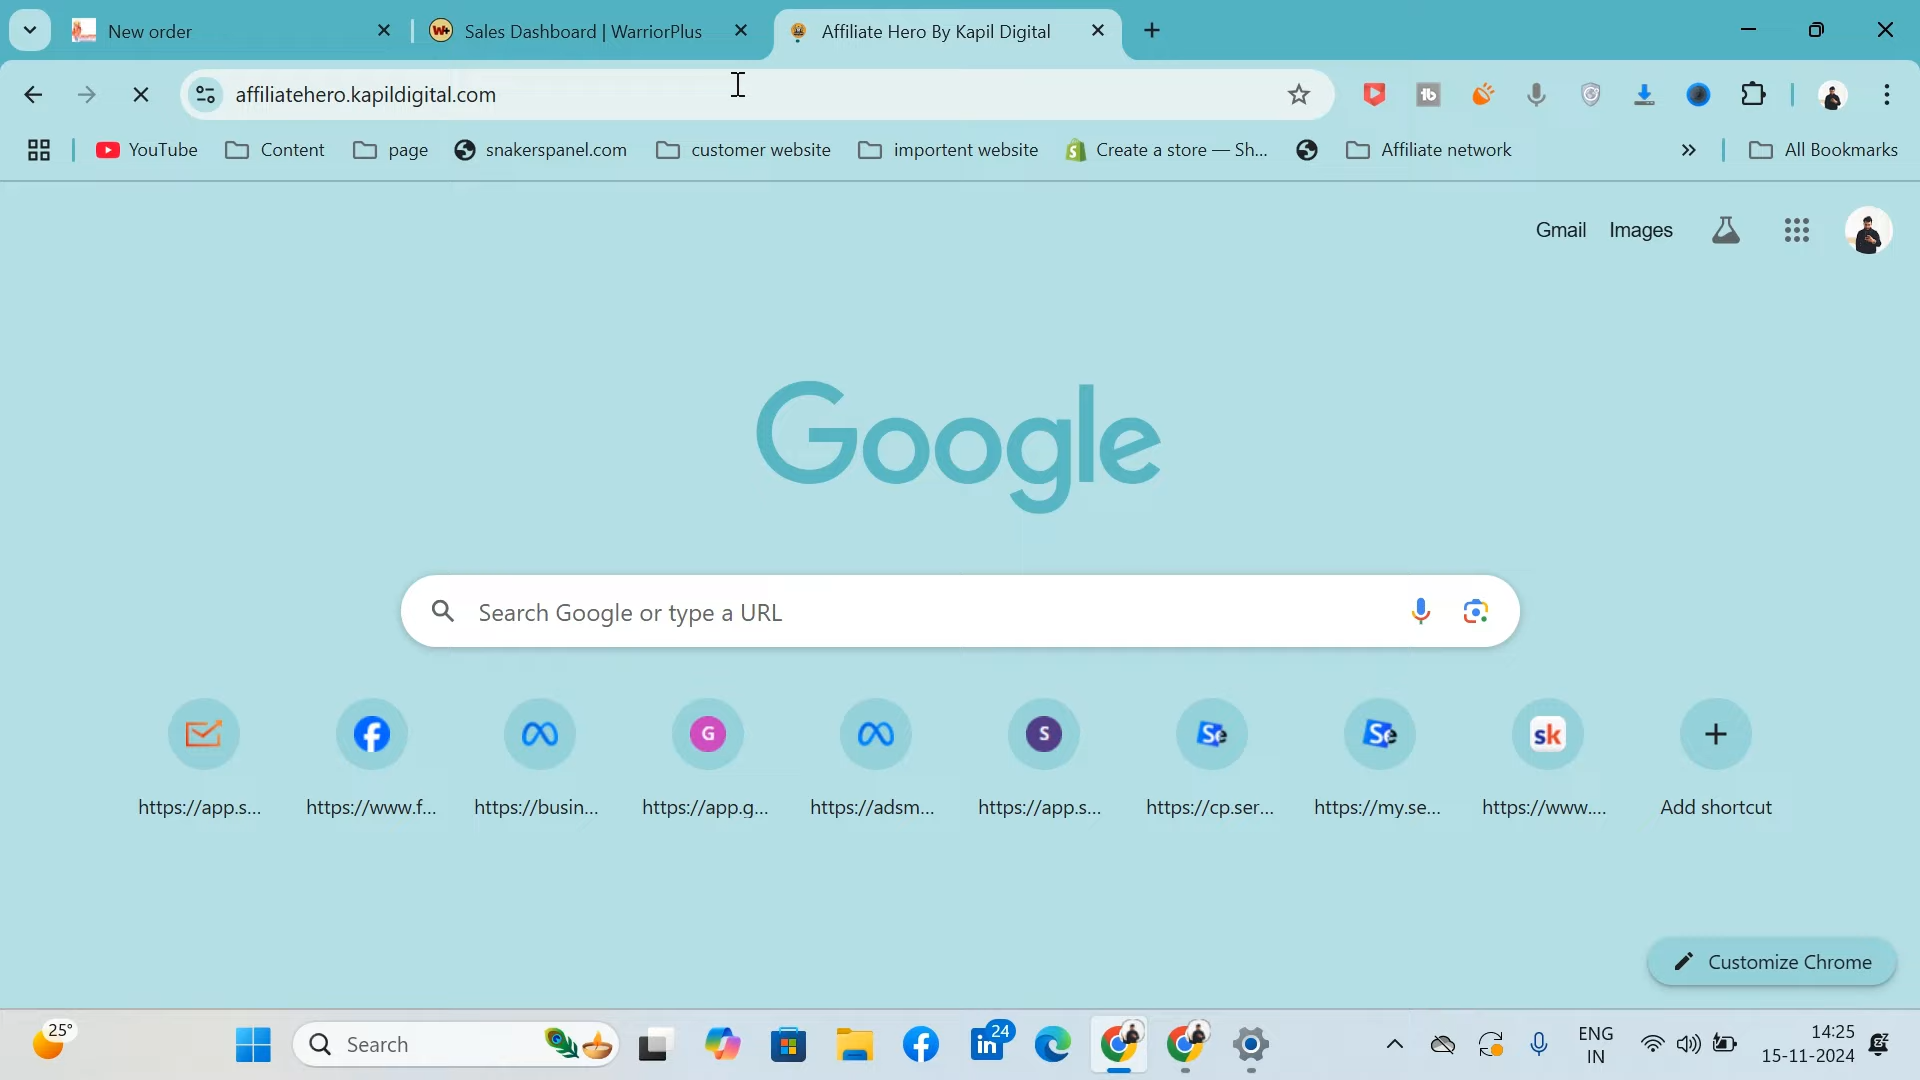 New order
Sales Dashboard | WarriorPlus
Affiliate Hero By Kapil Digital
affiliatehero.kapildigital.com
YouTube
Content
page
snakerspanel.com
customer website
importent website
Create a store — Sh...
Affiliate network
All Bookmarks
Gmail
Images
Google
Search Google or type a URL
G
S
Se
Se
sk
https://app.s...
https://www.f...
https://busin...
https://app.g...
https://adsm...
https://app.s...
https://cp.ser...
https://my.se...
https://www....
Add shortcut
Customize Chrome
25°
Search
24
ENG
IN
14:25
15-11-2024